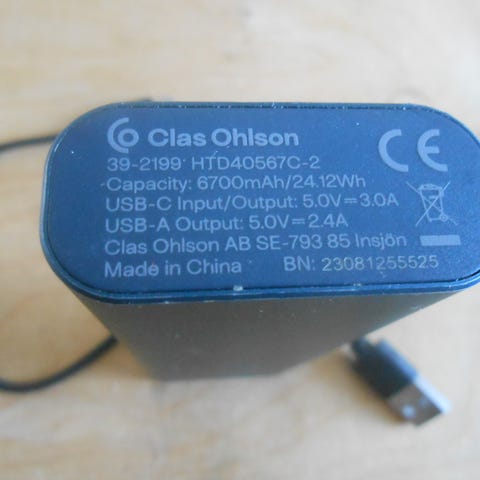 Clas Ohlson
39-2199 HTD40567C-2
Capacity: 6700mAh/24.12Wh
USB-C Input/Output: 5.0V⎓3.0A
USB-A Output: 5.0V⎓2.4A
Clas Ohlson AB SE-793 85 Insjön
Made in China BN: 23081255525
CE